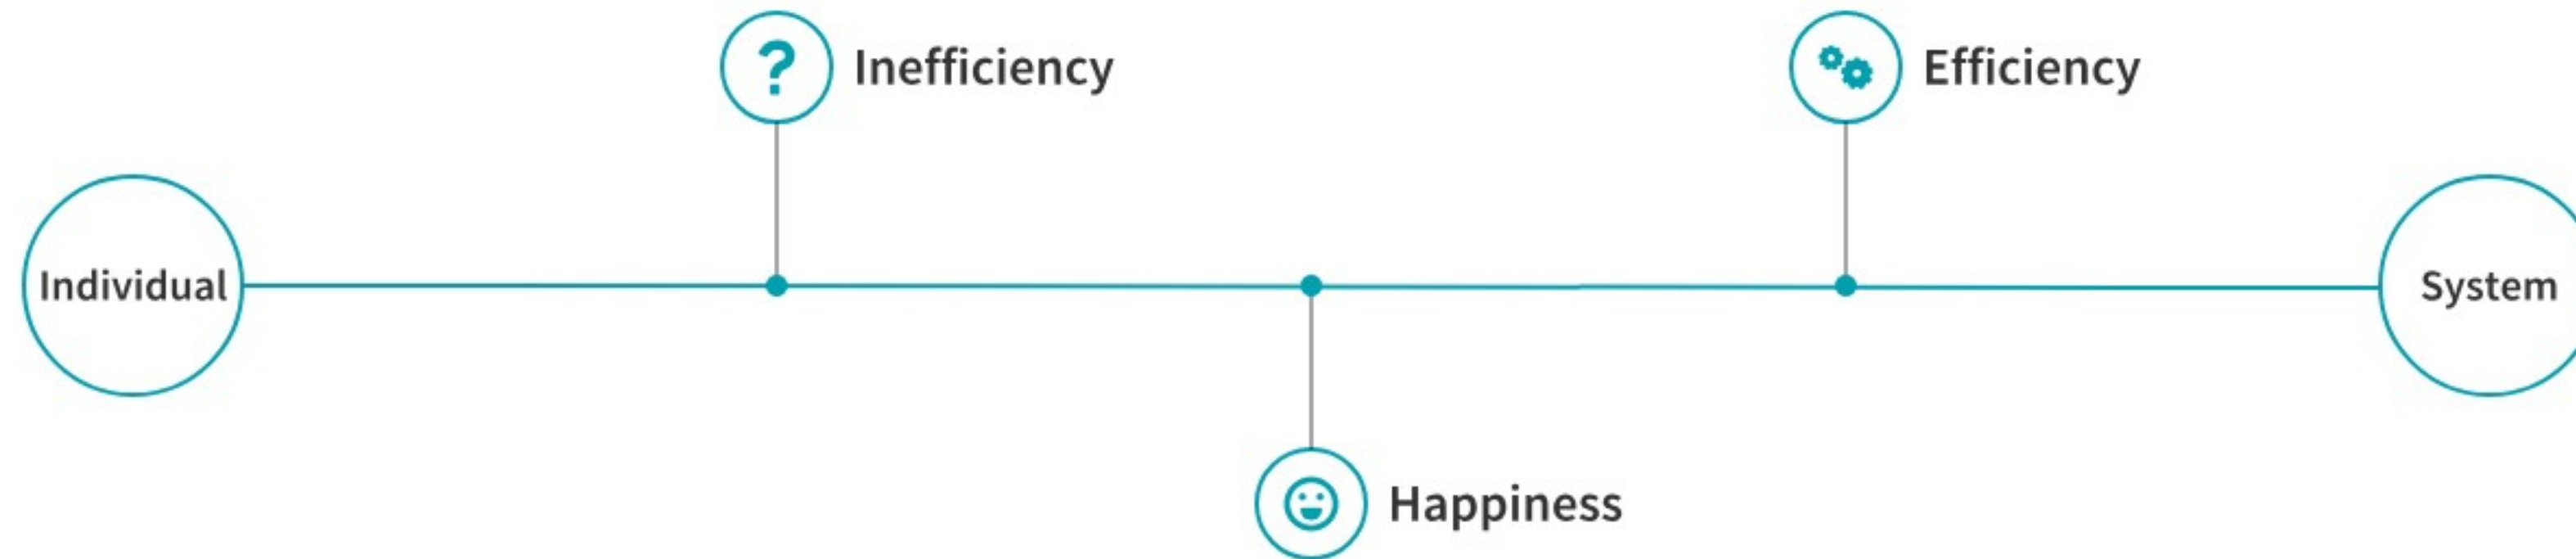 Inefficiency
Efficiency
Individual
System
Happiness